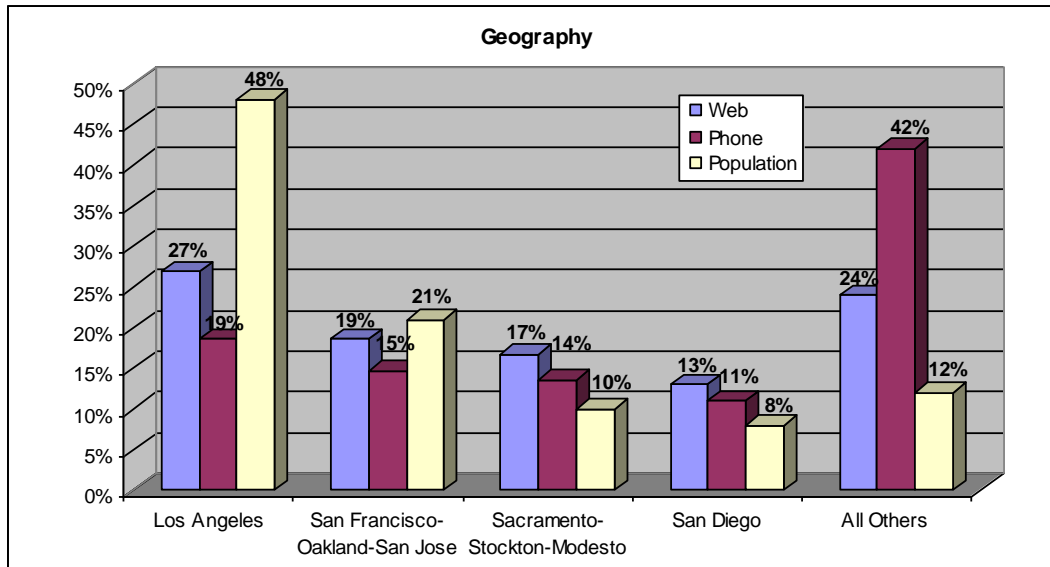 Geography
50%
45%
40%
35%
30%
25%
20%
15%
10%
5%
0%
27%
19%
48%
19%
15%
21%
17%
14%
10%
13%
11%
8%
24%
42%
12%
Web
Phone
Population
Los Angeles
San Francisco-
Oakland-San Jose
Sacramento-
Stockton-Modesto
San Diego
All Others